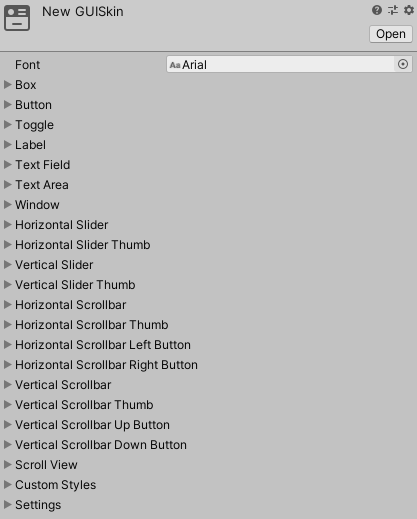 New GUISkin
Open
Font Aa Arial
Box
Button
Toggle
Label
Text Field
Text Area
Window
Horizontal Slider
Horizontal Slider Thumb
Vertical Slider
Vertical Slider Thumb
Horizontal Scrollbar
Horizontal Scrollbar Thumb
Horizontal Scrollbar Left Button
Horizontal Scrollbar Right Button
Vertical Scrollbar
Vertical Scrollbar Thumb
Vertical Scrollbar Up Button
Vertical Scrollbar Down Button
Scroll View
Custom Styles
Settings